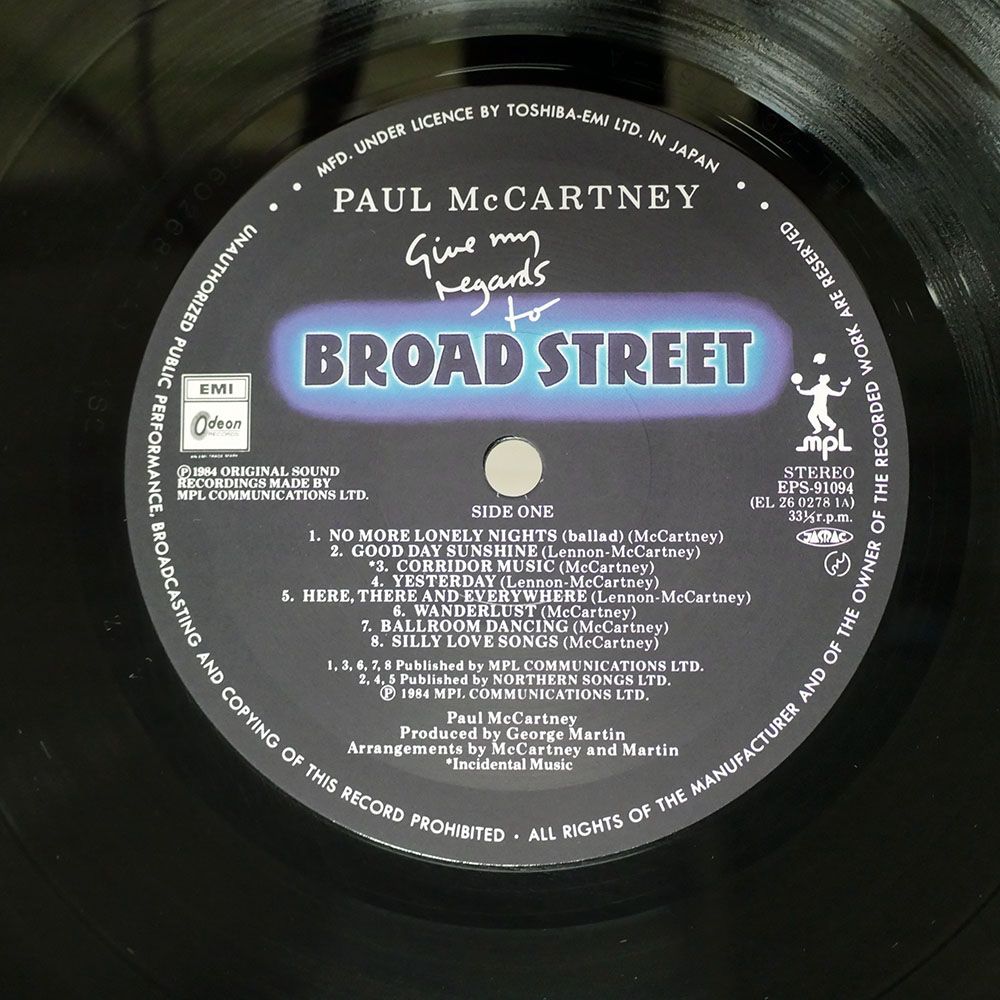 MFD. UNDER LICENCE BY TOSHIBA-EMI LTD. IN JAPAN
PAUL McCARTNEY
Give my
regards
to
BROAD STREET
EMI
Odeon
RECORDS
mpl
℗ 1984 ORIGINAL SOUND
RECORDINGS MADE BY
MPL COMMUNICATIONS LTD.
STEREO
EPS-91094
(EL 26 0278 1A)
33⅓ r.p.m.
JASRAC
SIDE ONE
1. NO MORE LONELY NIGHTS (ballad) (McCartney)
2. GOOD DAY SUNSHINE (Lennon-McCartney)
*3. CORRIDOR MUSIC (McCartney)
4. YESTERDAY (Lennon-McCartney)
5. HERE, THERE AND EVERYWHERE (Lennon-McCartney)
6. WANDERLUST (McCartney)
7. BALLROOM DANCING (McCartney)
8. SILLY LOVE SONGS (McCartney)
1, 3, 6, 7, 8 Published by MPL COMMUNICATIONS LTD.
2, 4, 5 Published by NORTHERN SONGS LTD.
℗ 1984 MPL COMMUNICATIONS LTD.
Paul McCartney
Produced by George Martin
Arrangements by McCartney and Martin
*Incidental Music
UNAUTHORIZED PUBLIC PERFORMANCE, BROADCASTING AND COPYING OF THIS RECORD PROHIBITED · ALL RIGHTS OF THE MANUFACTURER AND OF THE OWNER OF THE RECORDED WORK ARE RESERVED